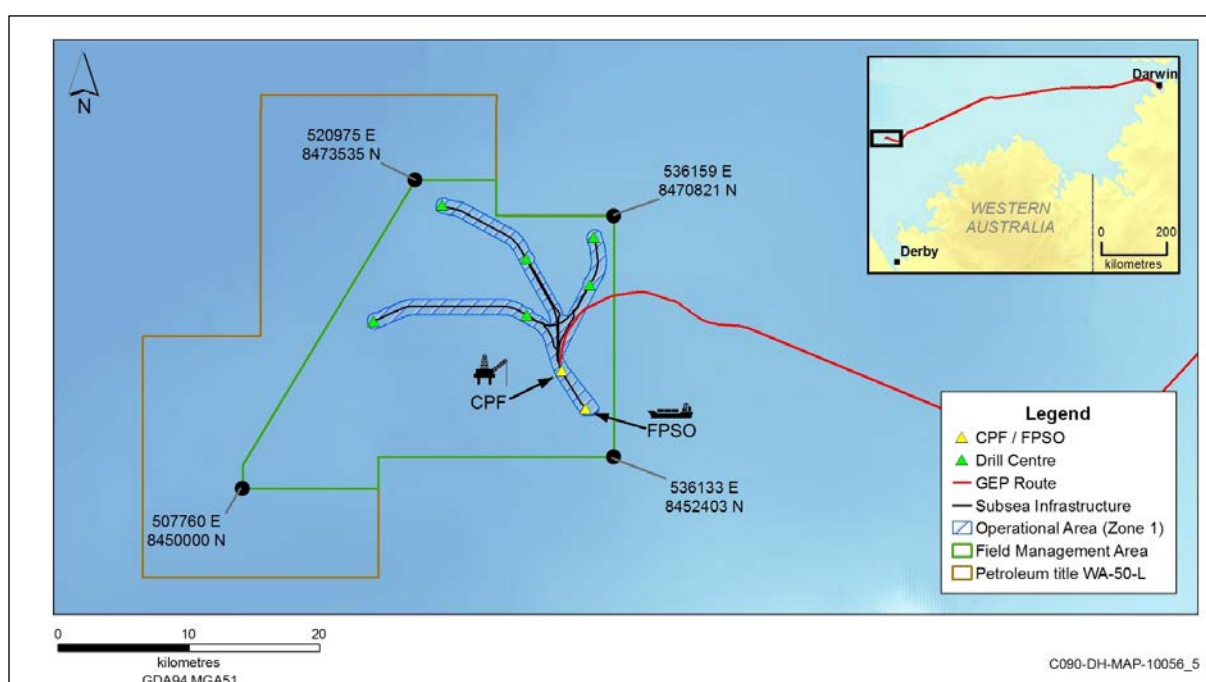 N
520975 E
8473535 N
536159 E
8470821 N
Darwin
WESTERN
AUSTRALIA
0 200
kilometres
Derby
CPF
FPSO
507760 E
8450000 N
536133 E
8452403 N
Legend
CPF / FPSO
Drill Centre
GEP Route
Subsea Infrastructure
Operational Area (Zone 1)
Field Management Area
Petroleum title WA-50-L
0 10 20
kilometres
GDA94 MGA51
C090-DH-MAP-10056_5